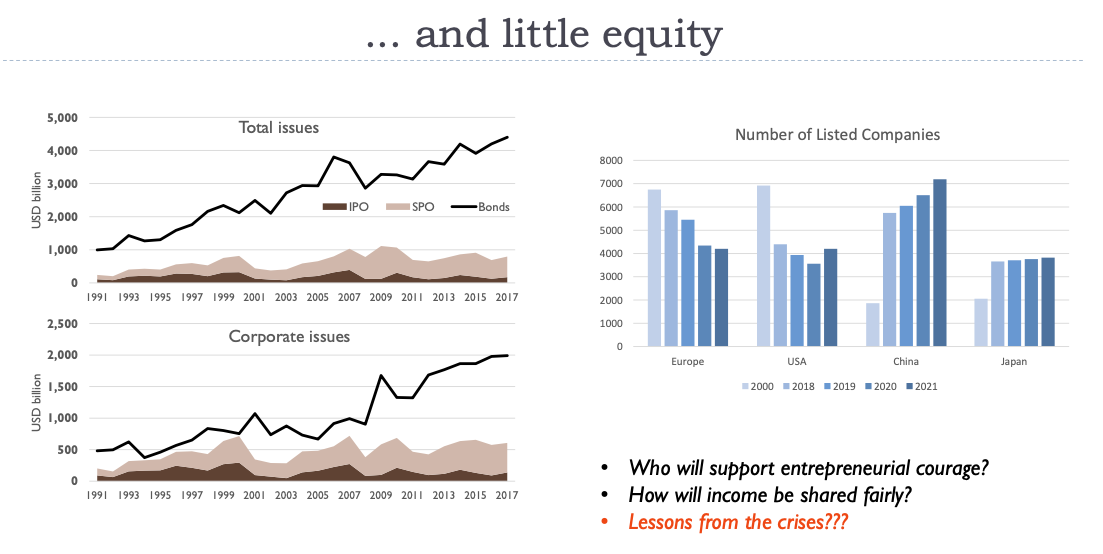 ... and little equity
Total issues
USD billion
5,000
4,000
3,000
2,000
1,000
0
IPO SPO Bonds
1991 1993 1995 1997 1999 2001 2003 2005 2007 2009 2011 2013 2015 2017
Corporate issues
USD billion
2,500
2,000
1,500
1,000
500
0
1991 1993 1995 1997 1999 2001 2003 2005 2007 2009 2011 2013 2015 2017
Number of Listed Companies
8000
7000
6000
5000
4000
3000
2000
1000
0
Europe USA China Japan
2000 2018 2019 2020 2021
• Who will support entrepreneurial courage?
• How will income be shared fairly?
• Lessons from the crises???